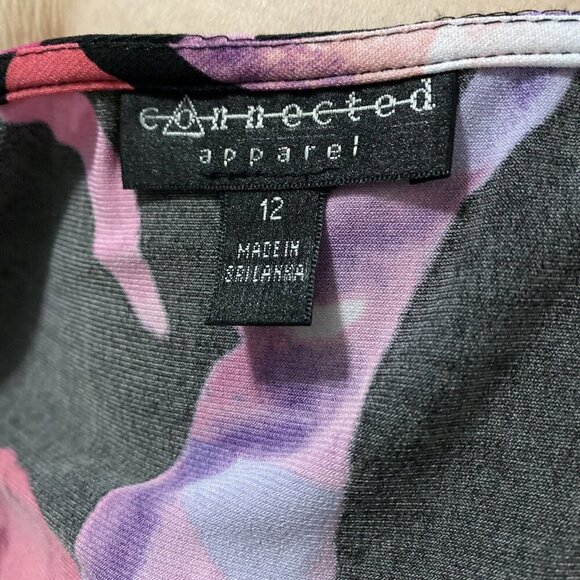 connected
apparel
12
MADE IN
SRI LANKA